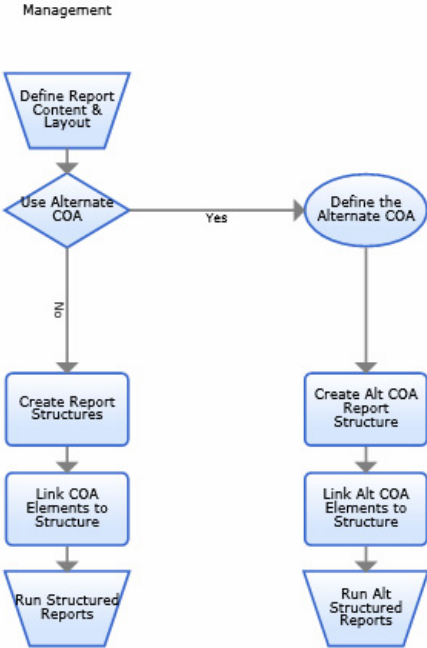 Management
Define Report
Content &
Layout
Use Alternate
COA
Yes
Define the
Alternate COA
No
Create Report
Structures
Create Alt COA
Report
Structure
Link COA
Elements to
Structure
Link Alt COA
Elements to
Structure
Run Structured
Reports
Run Alt
Structured
Reports